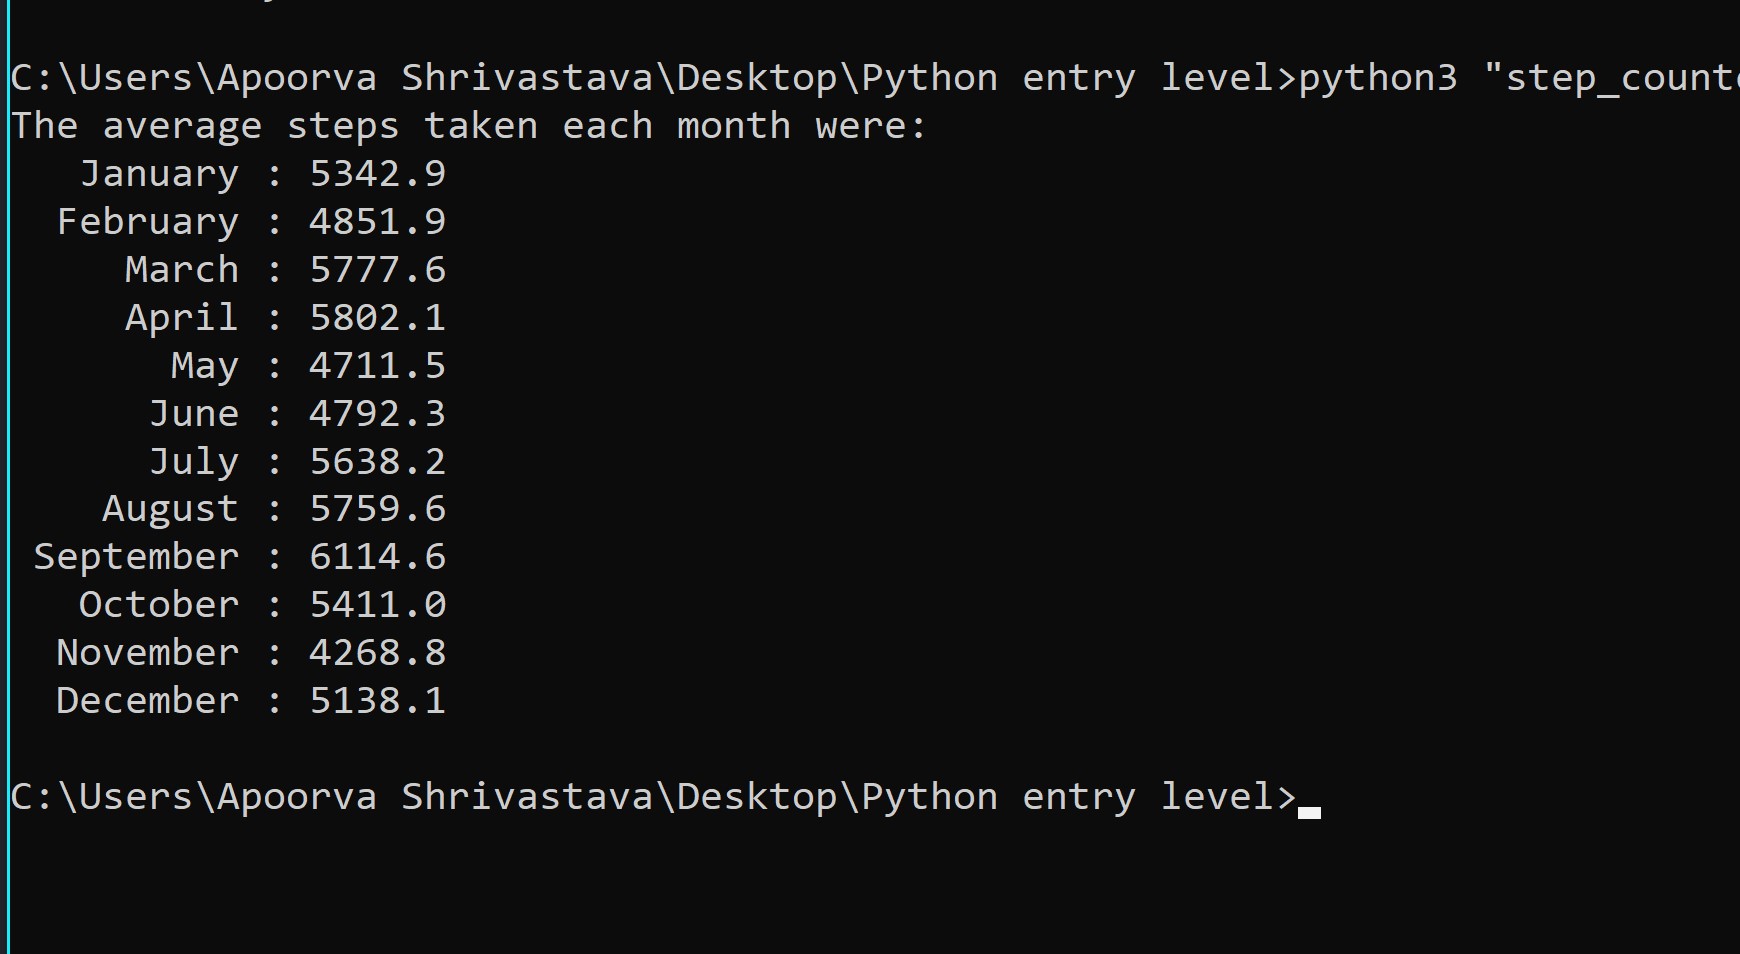 C:\Users\Apoorva Shrivastava\Desktop\Python entry level>python3
The average steps taken each month were:
January : 5342.9
February : 4851.9
March : 5777.6
April : 5802.1
May : 4711.5
June : 4792.3
July : 5638.2
August : 5759.6
September : 6114.6
October : 5411.0
November : 4268.8
December : 5138.1
C:\Users\Apoorva Shrivastava\Desktop\Python entry level>